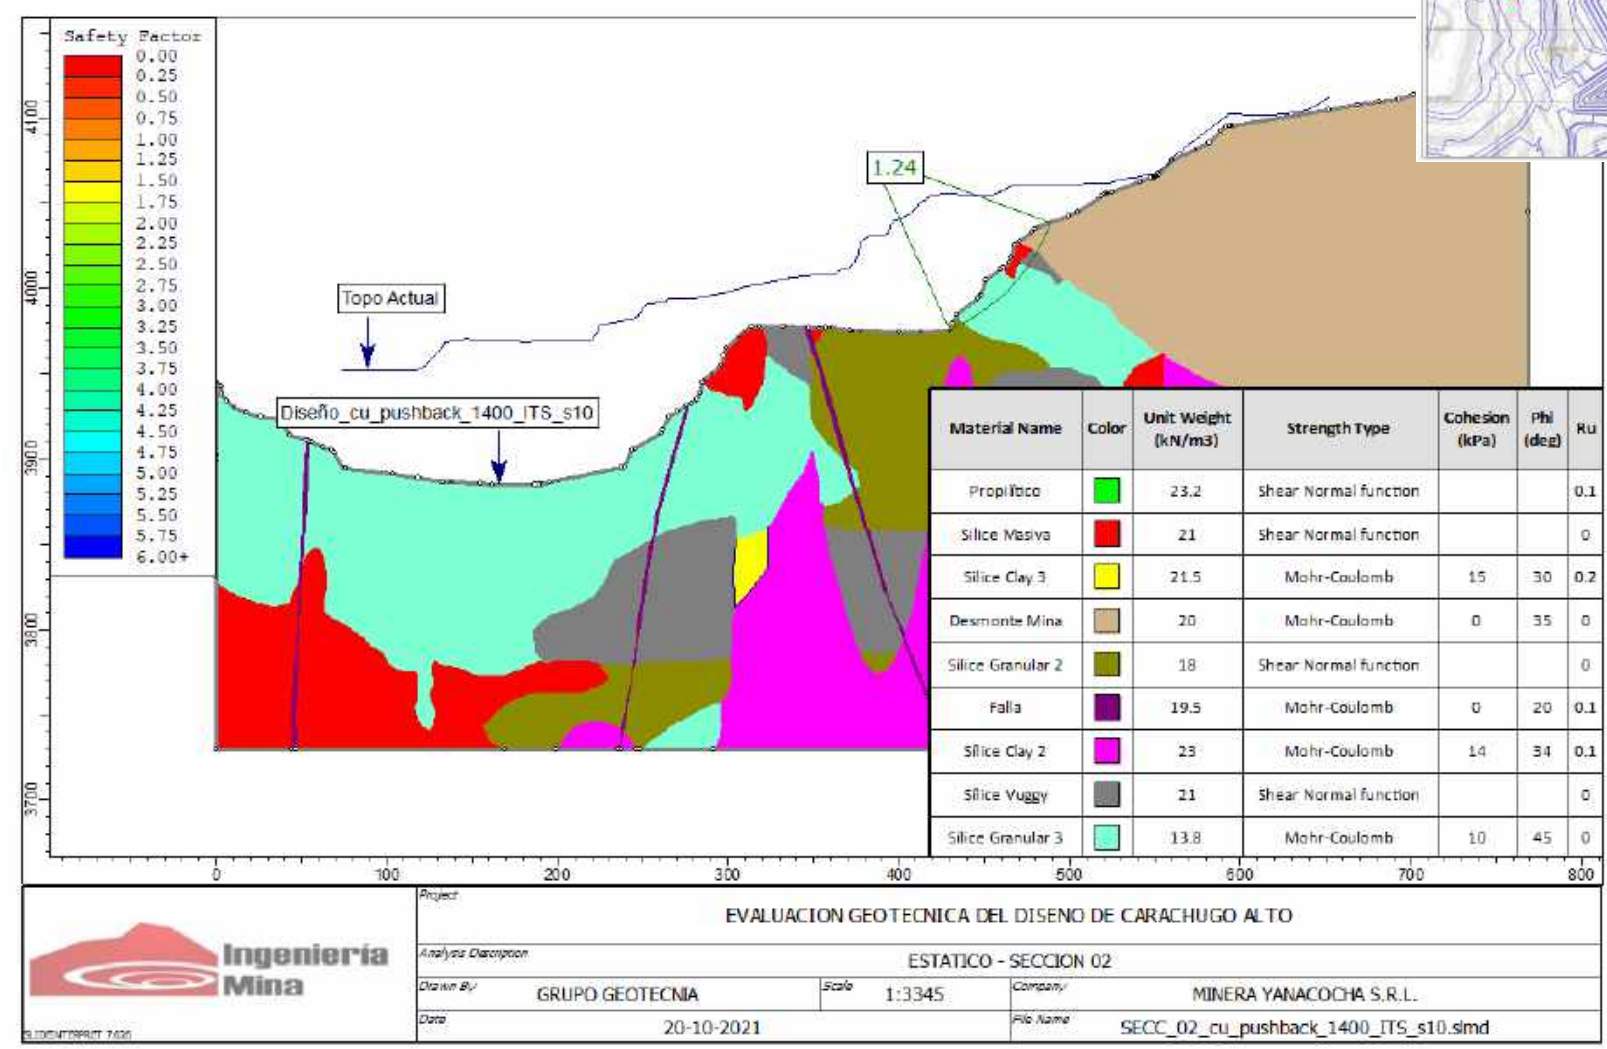 Safety Factor
0.00
0.25
0.50
0.75
1.00
1.25
1.50
1.75
2.00
2.25
2.50
2.75
3.00
3.25
3.50
3.75
4.00
4.25
4.50
4.75
5.00
5.25
5.50
5.75
6.00+
4100
4000
3900
3800
3700
1.24
Topo Actual
Diseño_cu_pushback_1400_ITS_s10
Material Name Color Unit Weight (kN/m3) Strength Type Cohesion (kPa) Phi (deg) Ru
Propilítico 23.2 Shear Normal function 0.1
Silice Masiva 21 Shear Normal function 0
Silice Clay 3 21.5 Mohr-Coulomb 15 30 0.2
Desmonte Mina 20 Mohr-Coulomb 0 35 0
Silice Granular 2 18 Shear Normal function 0
Falla 19.5 Mohr-Coulomb 0 20 0.1
Sílice Clay 2 23 Mohr-Coulomb 14 34 0.1
Sílice Vuggy 21 Shear Normal function 0
Silice Granular 3 13.8 Mohr-Coulomb 10 45 0
0 100 200 300 400 500 600 700 800
Ingeniería
Mina
SLIDEINTERPRET 7.035
Project
EVALUACION GEOTECNICA DEL DISENO DE CARACHUGO ALTO
Analysis Description
ESTATICO - SECCION 02
Drawn By
GRUPO GEOTECNIA
Scale
1:3345
Company
MINERA YANACOCHA S.R.L.
Date
20-10-2021
File Name
SECC_02_cu_pushback_1400_ITS_s10.slmd